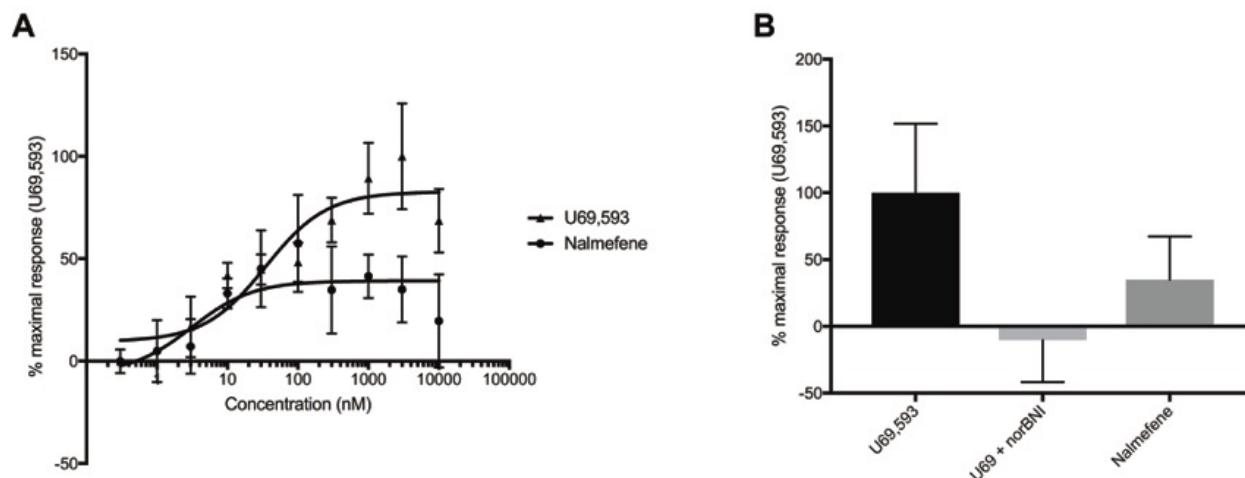 A
% maximal response (U69,593)
150
100
50
0
-50
10
100
1000
10000
100000
Concentration (nM)
U69,593
Nalmefene
B
% maximal response (U69,593)
200
150
100
50
0
-50
U69,593
U69 + norBNI
Nalmefene